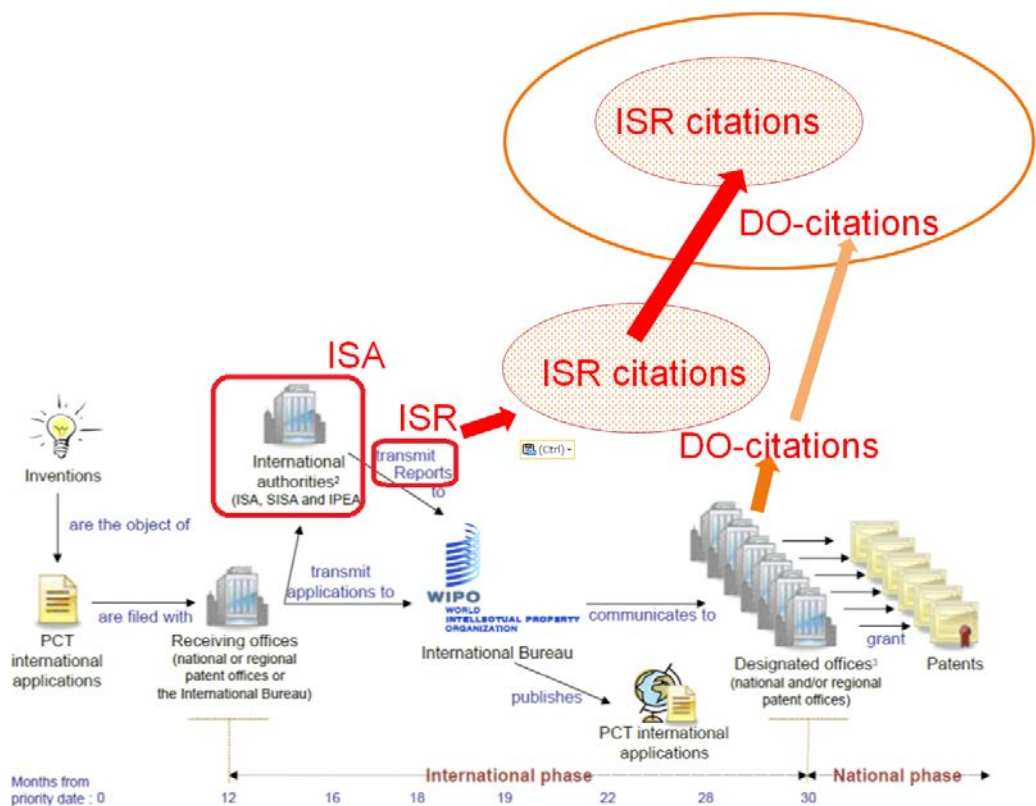 ISR citations
DO-citations
ISR citations
ISA
ISR
(Ctrl)
DO-citations
Inventions
International
authorities²
(ISA, SISA and IPEA
transmit
Reports
to
are the object of
transmit
applications to
WIPO
WORLD
INTELLECTUAL PROPERTY
ORGANIZATION
International Bureau
communicates to
grant
are filed with
PCT
international
applications
Receiving offices
(national or regional
patent offices or
the International Bureau)
publishes
PCT international
applications
Designated offices³
(national and/or regional
patent offices)
Patents
International phase
National phase
Months from
priority date : 0 12 16 18 19 22 28 30